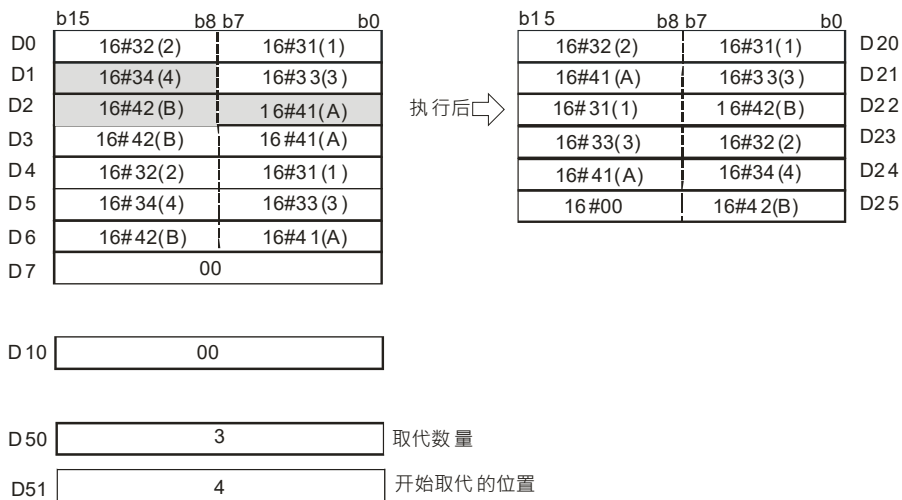 b15 b8 b7 b0
D0 16#32(2) 16#31(1)
D1 16#34(4) 16#33(3)
D2 16#42(B) 16#41(A)
D3 16#42(B) 16#41(A)
D4 16#32(2) 16#31(1)
D5 16#34(4) 16#33(3)
D6 16#42(B) 16#41(A)
D7 00
D10 00
D50 3 取代数量
D51 4 开始取代的位置
执行后
b15 b8 b7 b0
16#32(2) 16#31(1) D20
16#41(A) 16#33(3) D21
16#31(1) 16#42(B) D22
16#33(3) 16#32(2) D23
16#41(A) 16#34(4) D24
16#00 16#42(B) D25